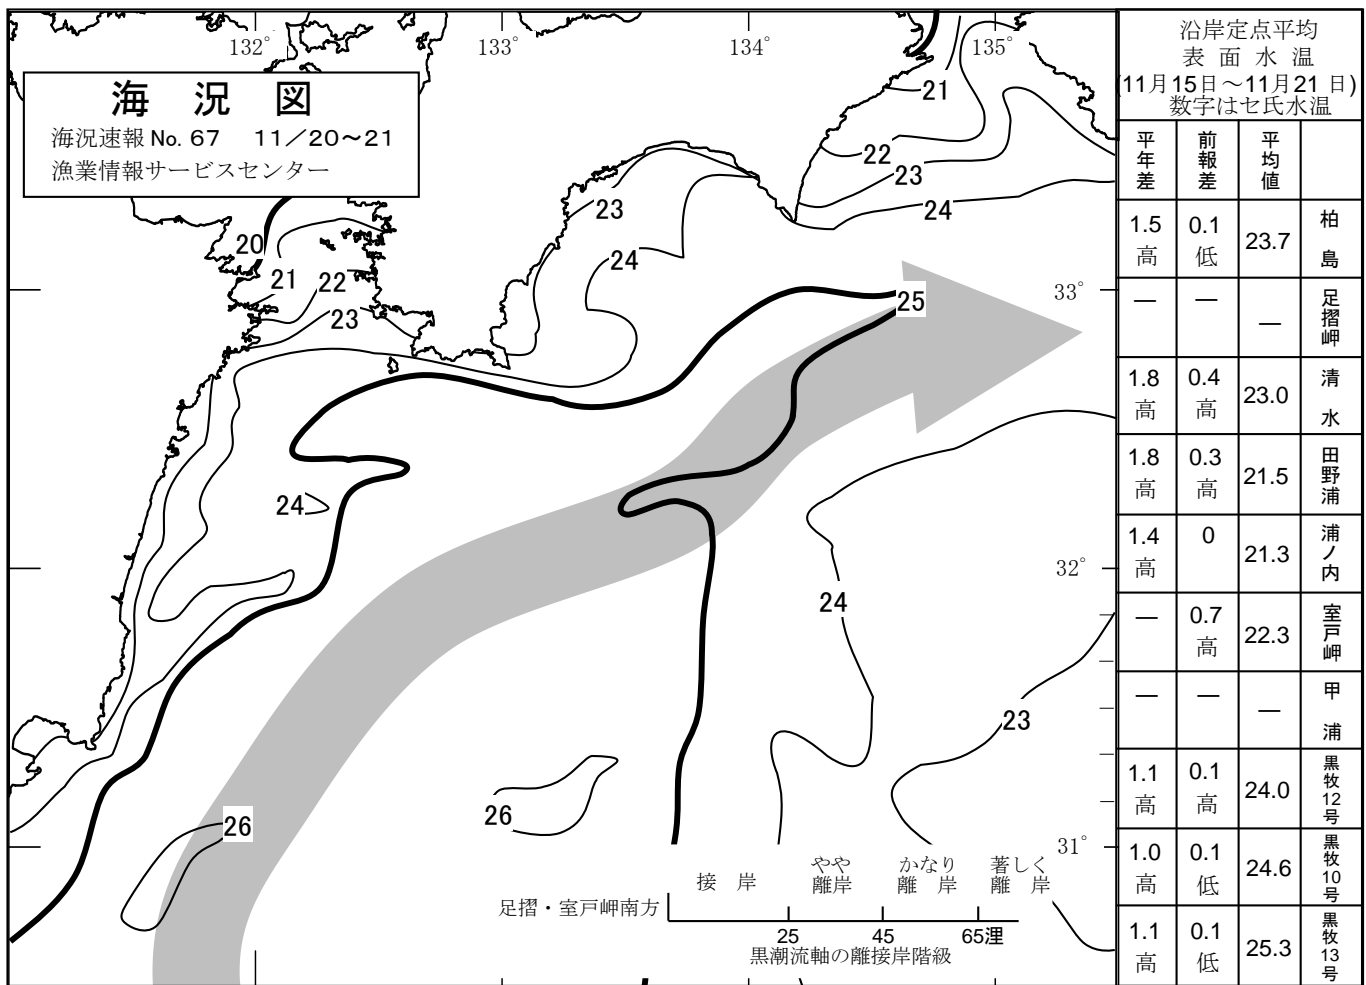 海 況 図
海況速報 No. 67 11／20～21
漁業情報サービスセンター
132°
133°
134°
135°
33°
32°
31°
21
22
23
24
23
24
20
21
22
23
25
24
24
23
26
26
接 岸
やや
離岸
かなり
離 岸
著しく
離 岸
足摺・室戸岬南方
25
45
65浬
黒潮流軸の離接岸階級
沿岸定点平均
表 面 水 温
(11月15日～11月21日)
数字はセ氏水温
平年差 前報差 平均値
1.5高 0.1低 23.7 柏島
― ― ― 足摺岬
1.8高 0.4高 23.0 清水
1.8高 0.3高 21.5 田野浦
1.4高 0 21.3 浦ノ内
― 0.7高 22.3 室戸岬
― ― ― 甲浦
1.1高 0.1高 24.0 黒牧12号
1.0高 0.1低 24.6 黒牧10号
1.1高 0.1低 25.3 黒牧13号